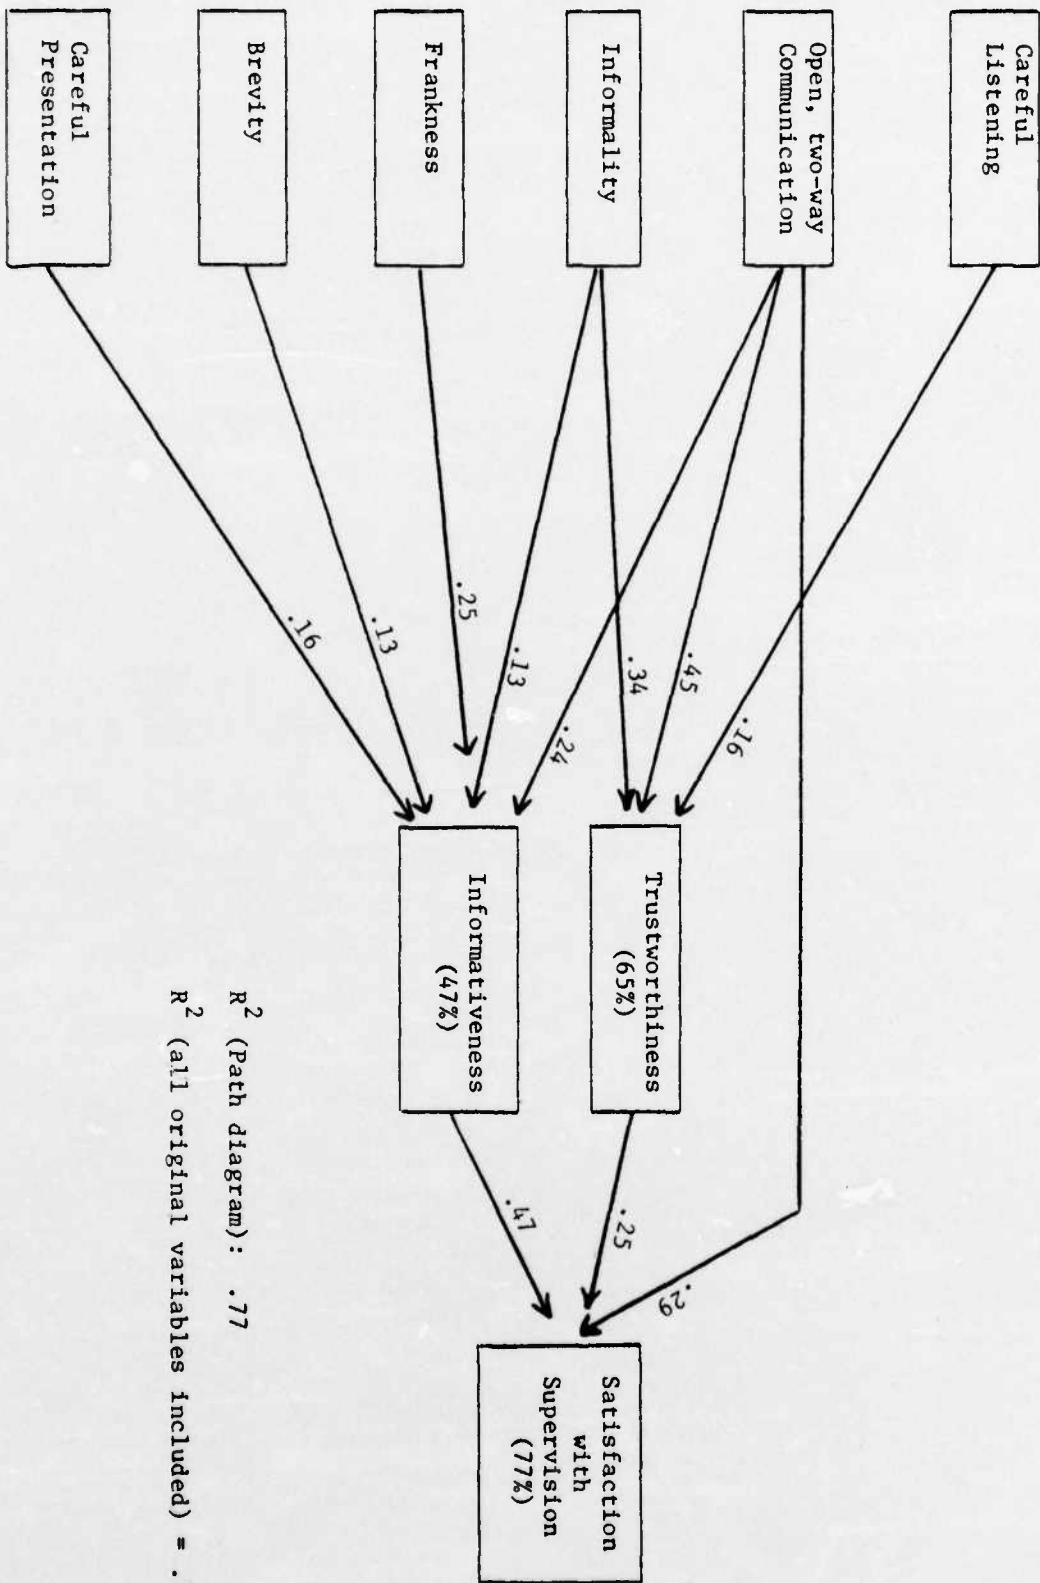 Careful
Listening
Open, two-way
Communication
Informality
Frankness
Brevity
Careful
Presentation
.16
.45
.34
.24
.13
.25
.13
.16
Trustworthiness
(65%)
Informativeness
(47%)
.29
.25
.47
Satisfaction
with
Supervision
(77%)
R² (Path diagram): .77
R² (all original variables included) = .